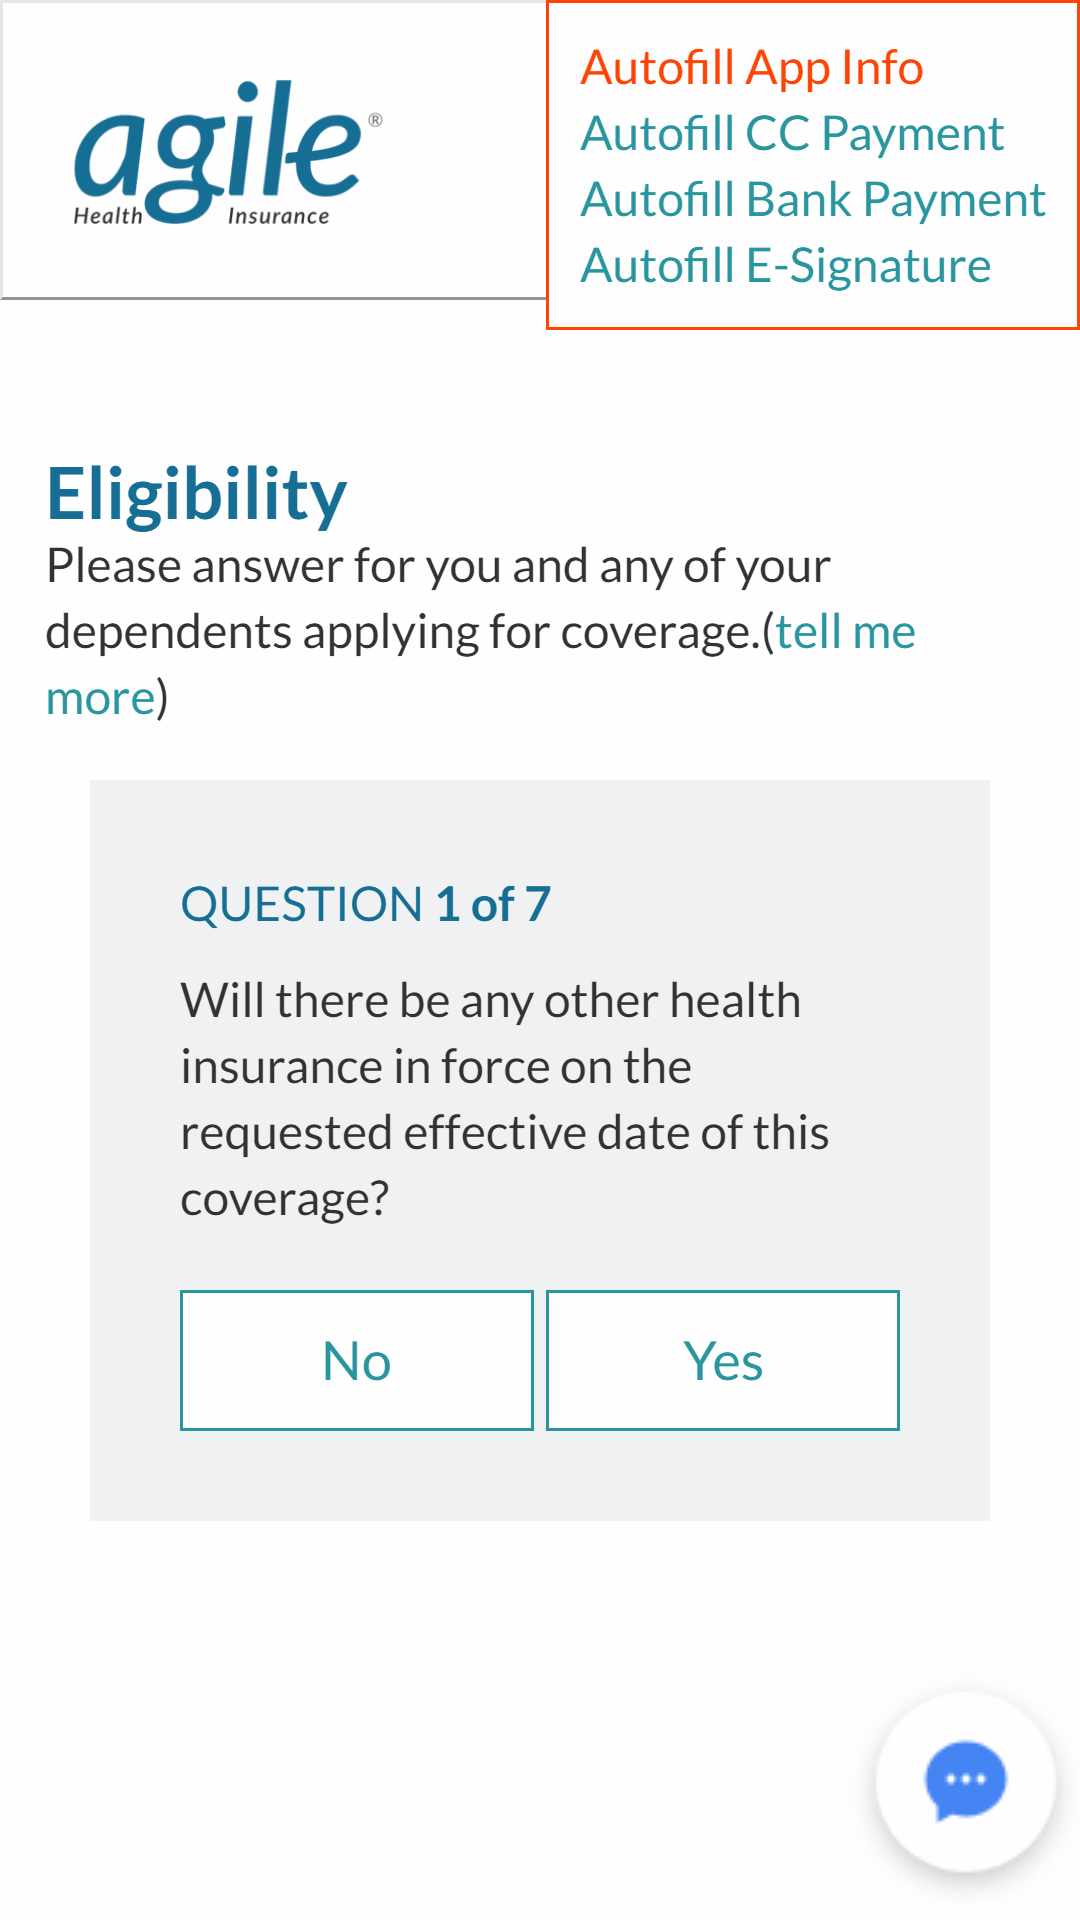 agile®
Health Insurance
Autofill App Info
Autofill CC Payment
Autofill Bank Payment
Autofill E-Signature
Eligibility
Please answer for you and any of your
dependents applying for coverage.(tell me
more)
QUESTION 1 of 7
Will there be any other health
insurance in force on the
requested effective date of this
coverage?
No
Yes